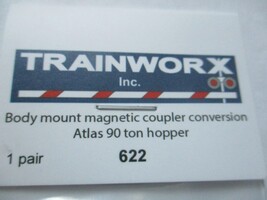 TRAINWORX
Inc.
Body mount magnetic coupler conversion
Atlas 90 ton hopper
1 pair 622